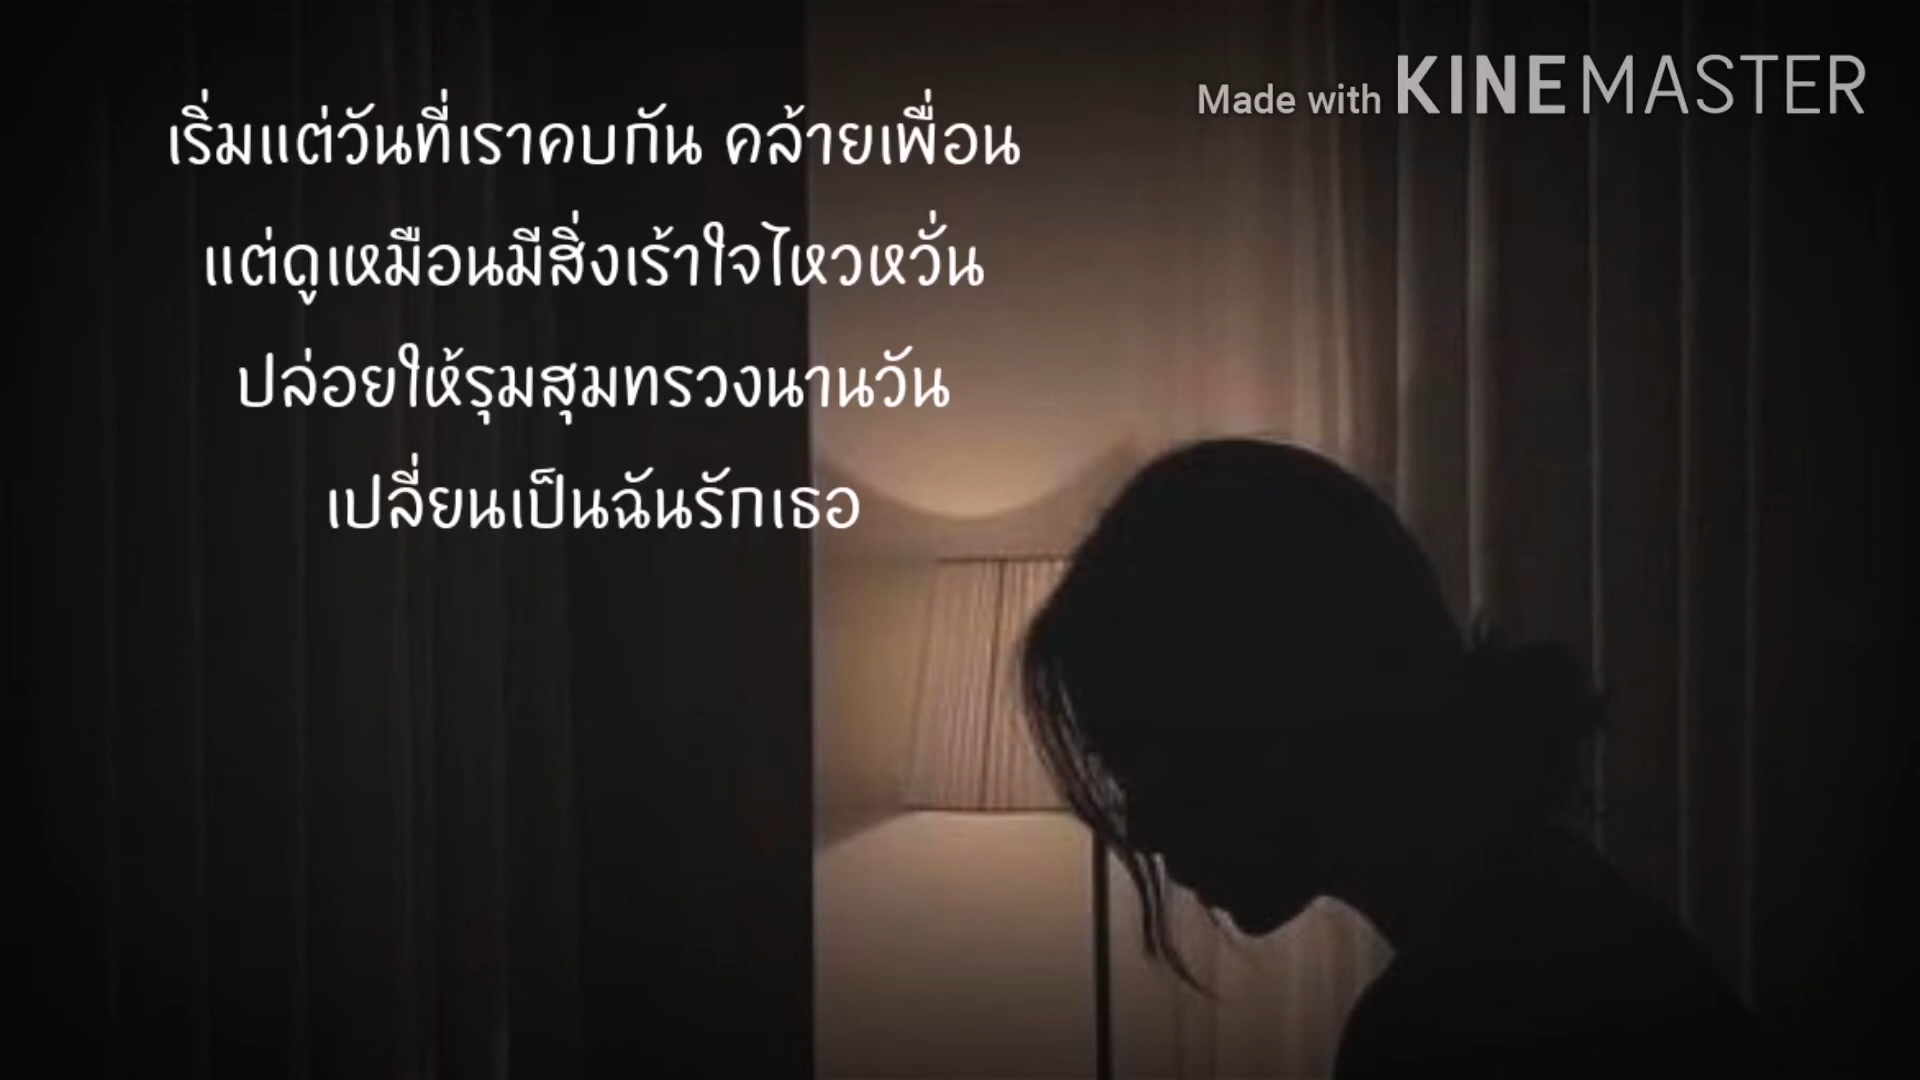 Made with KINEMASTER
เริ่มแต่วันที่เราคบกัน คล้ายเพื่อน
แต่ดูเหมือนมีสิ่งเร้าใจไหวหวั่น
ปล่อยให้รุมสุมทรวงนานวัน
เปลี่ยนเป็นฉันรักเธอ